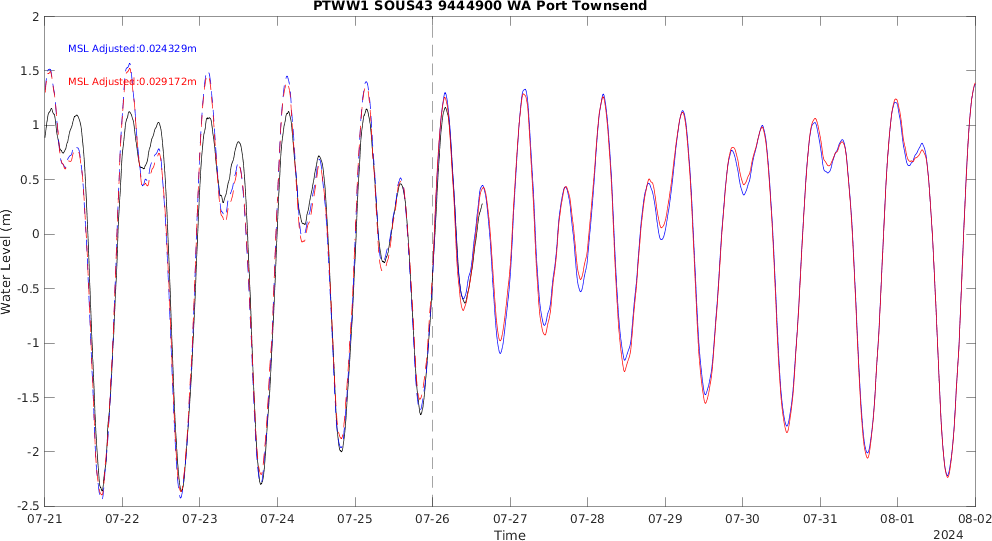 PTWW1 SOUS43 9444900 WA Port Townsend
MSL Adjusted:0.024329m
MSL Adjusted:0.029172m
Water Level (m)
2
1.5
1
0.5
0
-0.5
-1
-1.5
-2
-2.5
07-21 07-22 07-23 07-24 07-25 07-26 07-27 07-28 07-29 07-30 07-31 08-01 08-02
Time
2024